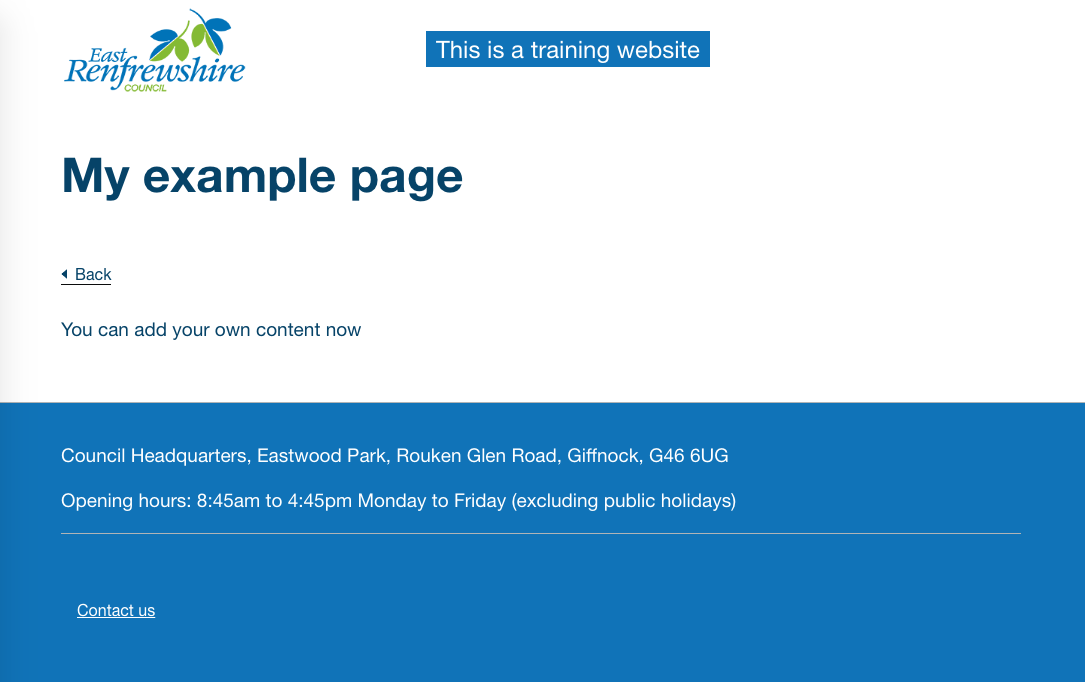 East
Renfrewshire
COUNCIL
This is a training website
My example page
Back
You can add your own content now
Council Headquarters, Eastwood Park, Rouken Glen Road, Giffnock, G46 6UG
Opening hours: 8:45am to 4:45pm Monday to Friday (excluding public holidays)
Contact us